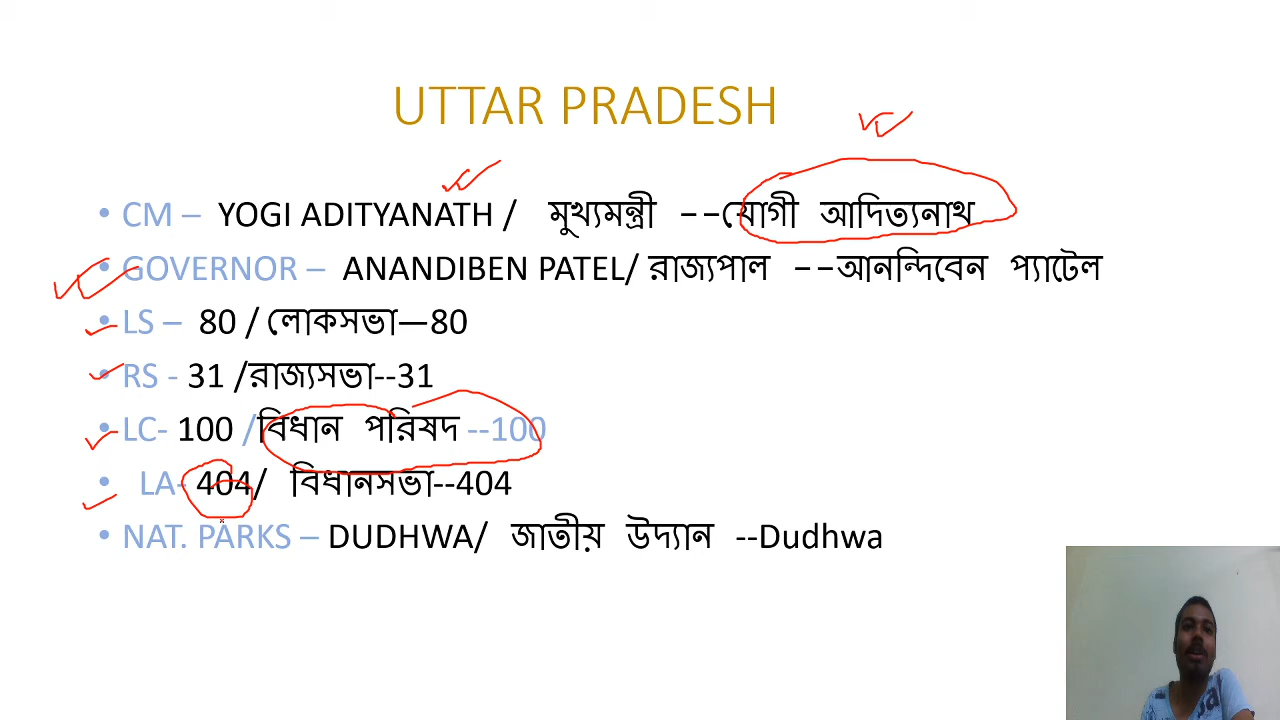 UTTAR PRADESH
• CM – YOGI ADITYANATH / মুখ্যমন্ত্রী --যোগী আদিত্যনাথ
• GOVERNOR – ANANDIBEN PATEL/ রাজ্যপাল --আনন্দিবেন প্যাটেল
• LS – 80 / লোকসভা—80
• RS - 31 /রাজ্যসভা--31
• LC- 100 /বিধান পরিষদ --100
• LA- 404/ বিধানসভা--404
• NAT. PARKS – DUDHWA/ জাতীয় উদ্যান --Dudhwa